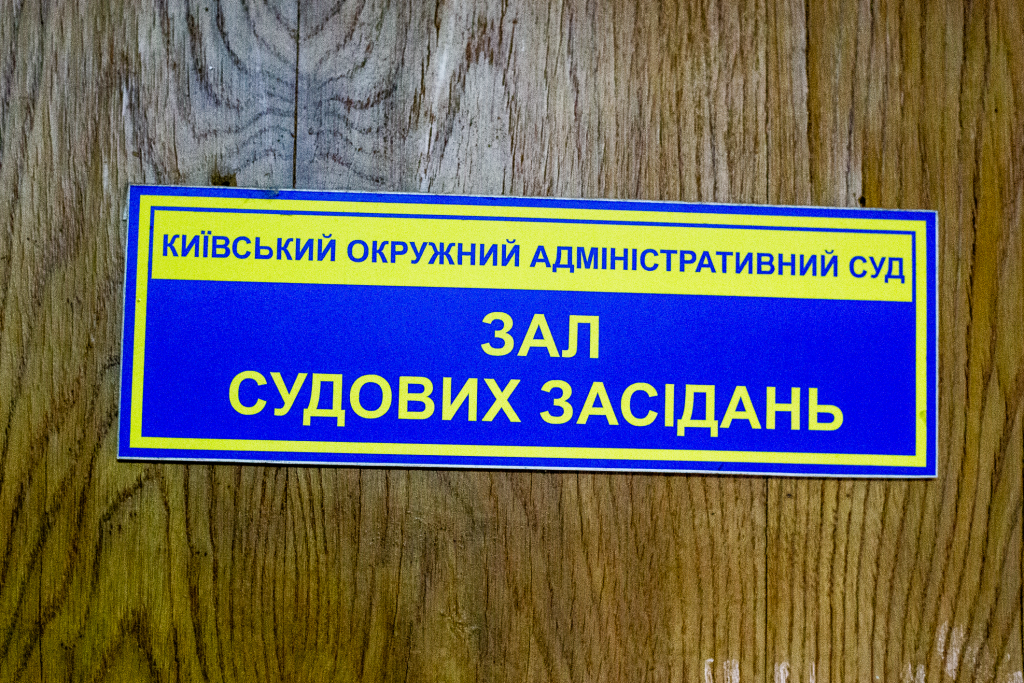 КИЇВСЬКИЙ ОКРУЖНИЙ АДМІНІСТРАТИВНИЙ СУД
ЗАЛ
СУДОВИХ ЗАСІДАНЬ